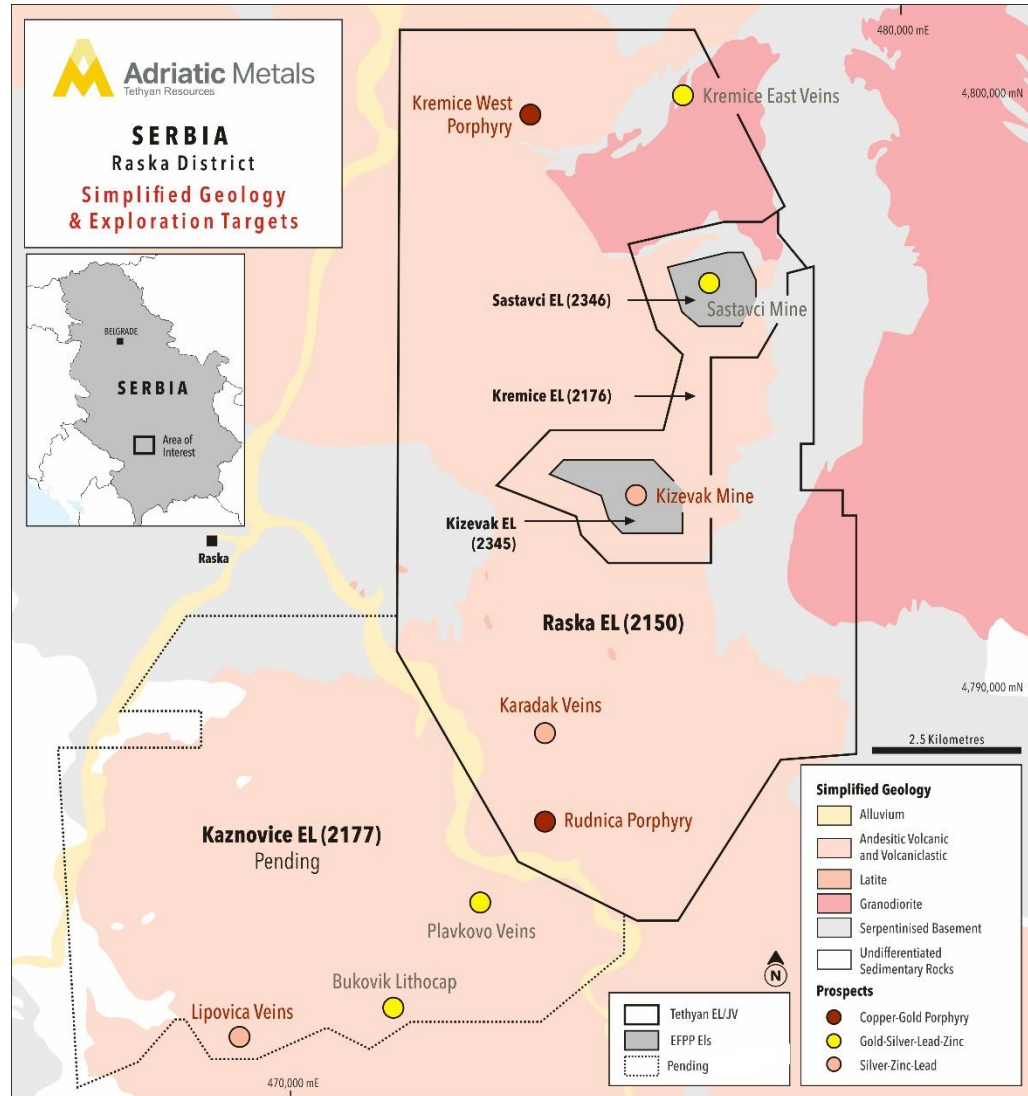 Adriatic Metals
Tethyan Resources
SERBIA
Raska District
Simplified Geology
& Exploration Targets
480,000 mE
4,800,000 mN
Kremice West
Porphyry
Kremice East Veins
BELGRADE
SERBIA
Area of
Interest
Sastavci EL (2346)
Sastavci Mine
Kremice EL (2176)
Kizevak Mine
Kizevak EL
(2345)
Raska
Raska EL (2150)
4,790,000 mN
Karadak Veins
2.5 Kilometres
Rudnica Porphyry
Kaznovice EL (2177)
Pending
Plavkovo Veins
Bukovik Lithocap
Lipovica Veins
470,000 mE
N
Tethyan EL/JV
EFPP Els
Pending
Simplified Geology
Alluvium
Andesitic Volcanic
and Volcaniclastic
Latite
Granodiorite
Serpentinised Basement
Undifferentiated
Sedimentary Rocks
Prospects
Copper-Gold Porphyry
Gold-Silver-Lead-Zinc
Silver-Zinc-Lead